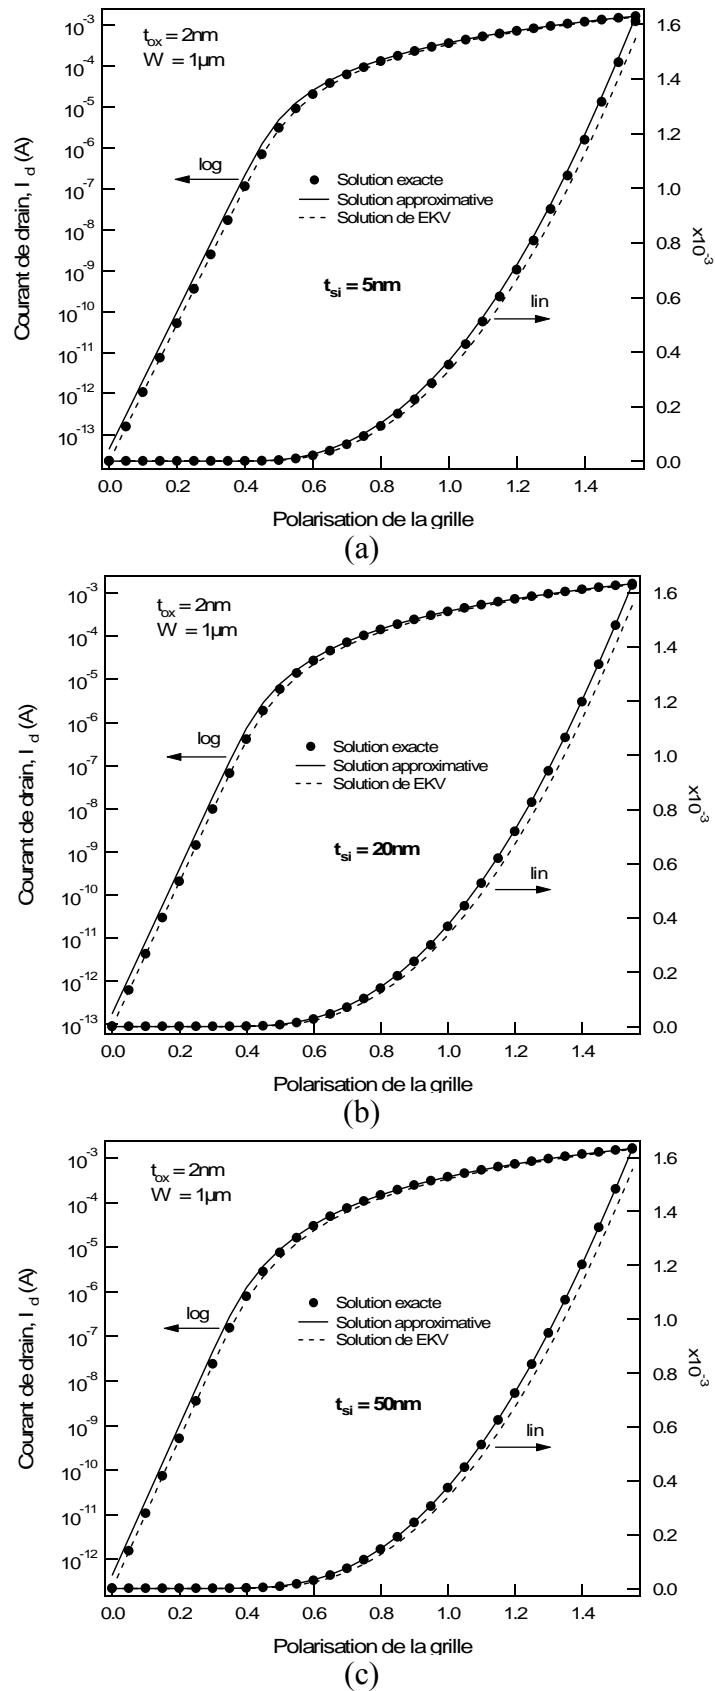 t_ox = 2nm
W = 1µm
10^-3
10^-4
10^-5
10^-6
10^-7
10^-8
10^-9
10^-10
10^-11
10^-12
10^-13
Courant de drain, I_d (A)
log
Solution exacte
Solution approximative
Solution de EKV
t_si = 5nm
lin
1.6
1.4
1.2
1.0
0.8
0.6
0.4
0.2
0.0
x10^-3
0.0 0.2 0.4 0.6 0.8 1.0 1.2 1.4
Polarisation de la grille
(a)
t_ox = 2nm
W = 1µm
10^-3
10^-4
10^-5
10^-6
10^-7
10^-8
10^-9
10^-10
10^-11
10^-12
10^-13
Courant de drain, I_d (A)
log
Solution exacte
Solution approximative
Solution de EKV
t_si = 20nm
lin
1.6
1.4
1.2
1.0
0.8
0.6
0.4
0.2
0.0
x10^-3
0.0 0.2 0.4 0.6 0.8 1.0 1.2 1.4
Polarisation de la grille
(b)
t_ox = 2nm
W = 1µm
10^-3
10^-4
10^-5
10^-6
10^-7
10^-8
10^-9
10^-10
10^-11
10^-12
Courant de drain, I_d (A)
log
Solution exacte
Solution approximative
Solution de EKV
t_si = 50nm
lin
1.6
1.4
1.2
1.0
0.8
0.6
0.4
0.2
0.0
x10^-3
0.0 0.2 0.4 0.6 0.8 1.0 1.2 1.4
Polarisation de la grille
(c)